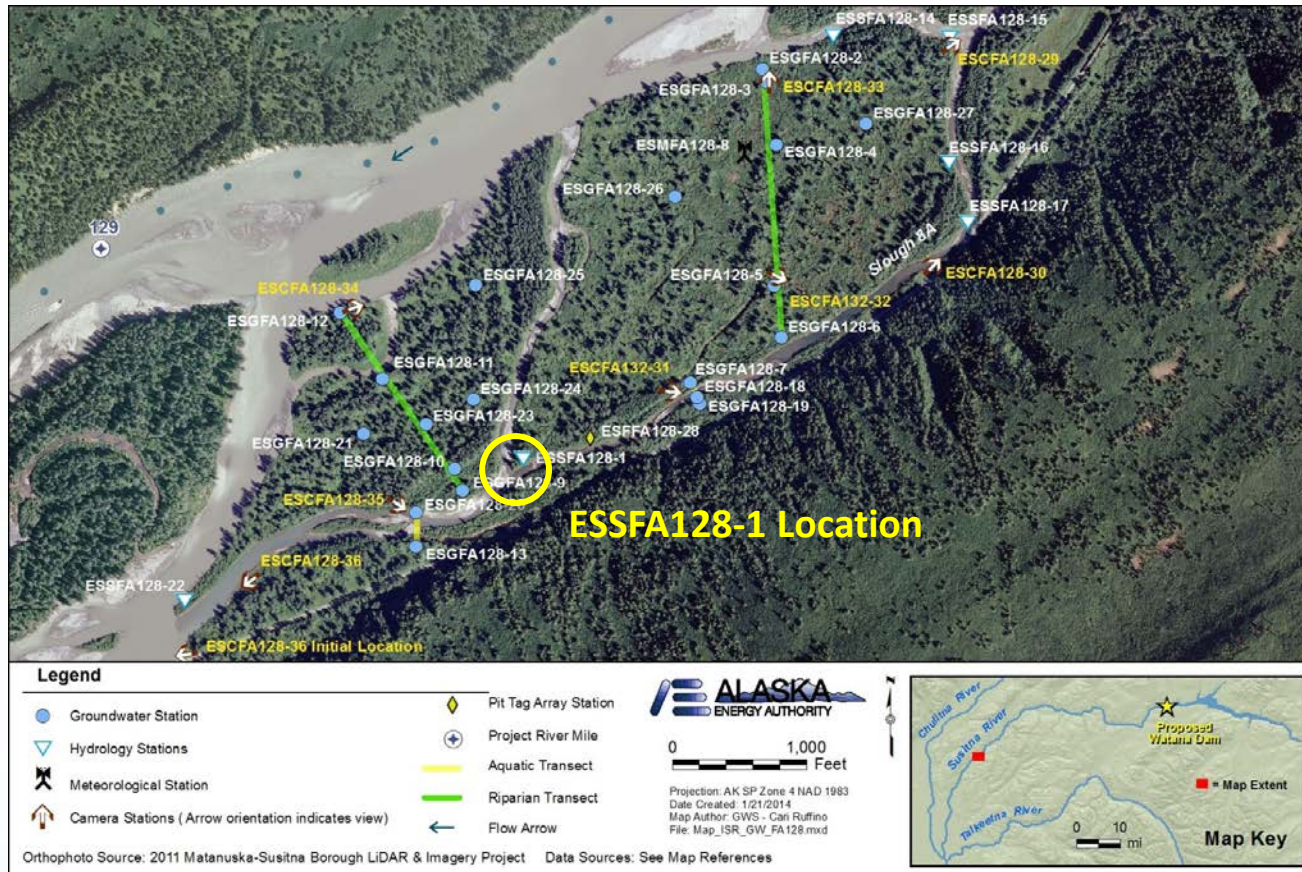 ESSFA128-14
ESSFA128-15
ESCFA128-29
ESGFA128-2
ESGFA128-3
ESCFA128-33
ESGFA128-27
ESMFA128-8
ESGFA128-4
ESSFA128-16
ESGFA128-26
ESSFA128-17
129
Slough 8A
ESGFA128-25
ESGFA128-5
ESCFA128-30
ESCFA128-34
ESCFA132-32
ESGFA128-12
ESGFA128-6
ESGFA128-11
ESCFA132-31
ESGFA128-7
ESGFA128-24
ESGFA128-18
ESGFA128-19
ESGFA128-23
ESGFA128-21
ESFFA128-28
ESGFA128-10
ESSFA128-1
ESGFA128-9
ESCFA128-35
ESSFA128-1 Location
ESGFA128-13
ESCFA128-36
ESSFA128-22
ESCFA128-36 Initial Location
Legend
Groundwater Station
Hydrology Stations
Meteorological Station
Camera Stations ( Arrow orientation indicates view)
Pit Tag Array Station
Project River Mile
Aquatic Transect
Riparian Transect
Flow Arrow
Orthophoto Source: 2011 Matanuska-Susitna Borough LiDAR & Imagery Project Data Sources: See Map References
ALASKA
ENERGY AUTHORITY
N
0 1,000
Feet
Projection: AK SP Zone 4 NAD 1983
Date Created: 1/21/2014
Map Author: GWS - Cari Ruffino
File: Map_ISR_GW_FA128.mxd
Chulitna River
Susitna River
Proposed
Watana Dam
= Map Extent
Talkeetna River
0 10
mi
Map Key